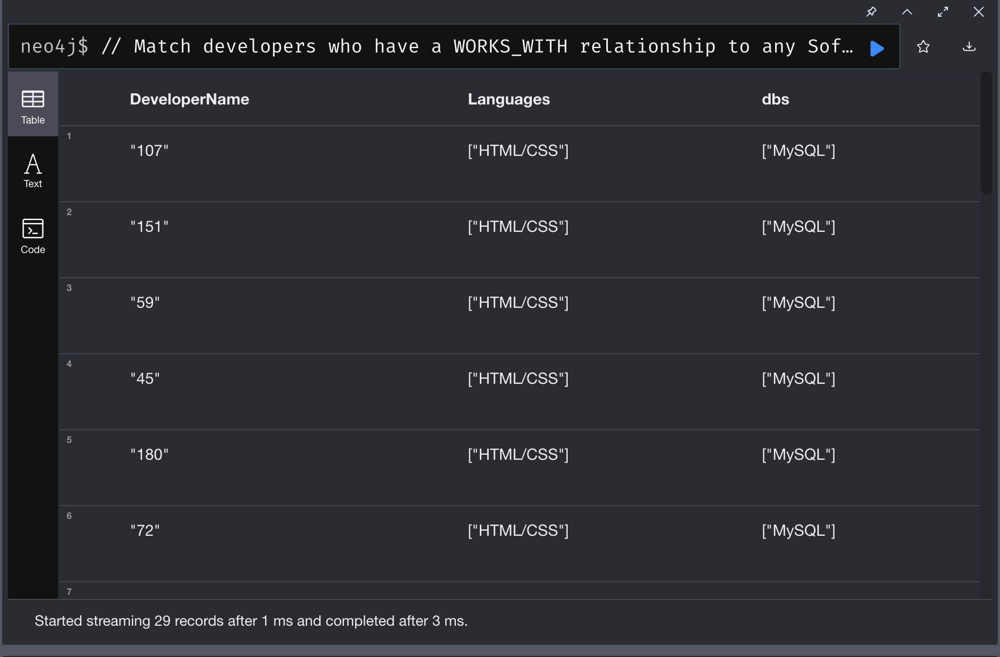 neo4j$ // Match developers who have a WORKS_WITH relationship to any Sof…
Table
Text
Code
DeveloperName Languages dbs
1 "107" ["HTML/CSS"] ["MySQL"]
2 "151" ["HTML/CSS"] ["MySQL"]
3 "59" ["HTML/CSS"] ["MySQL"]
4 "45" ["HTML/CSS"] ["MySQL"]
5 "180" ["HTML/CSS"] ["MySQL"]
6 "72" ["HTML/CSS"] ["MySQL"]
7
Started streaming 29 records after 1 ms and completed after 3 ms.